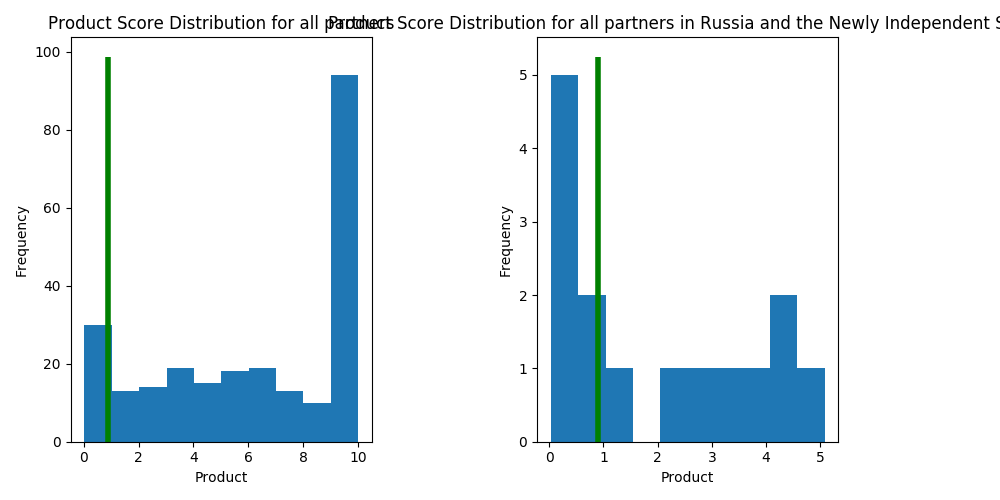 Product Score Distribution for all partners
Product Score Distribution for all partners in Russia and the Newly Independent S
Frequency
100
80
60
40
20
0
0 2 4 6 8 10
Product
Frequency
5
4
3
2
1
0
0 1 2 3 4 5
Product